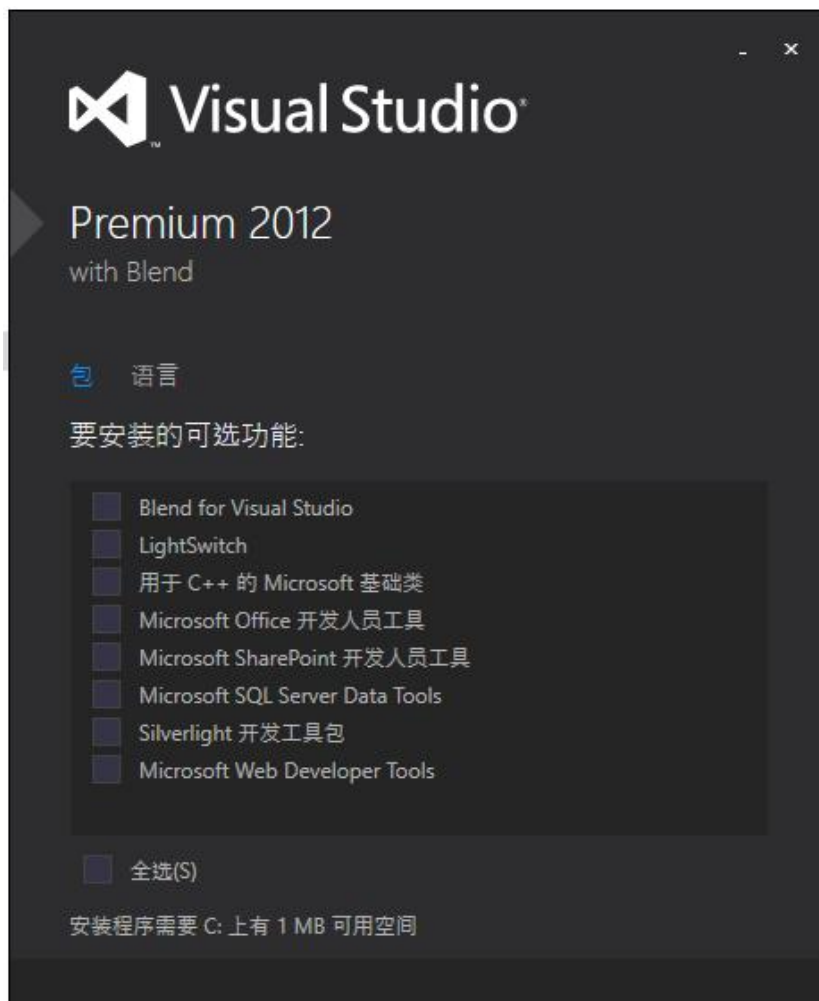 Visual Studio®
™
Premium 2012
with Blend
包 语言
要安装的可选功能:
Blend for Visual Studio
LightSwitch
用于 C++ 的 Microsoft 基础类
Microsoft Office 开发人员工具
Microsoft SharePoint 开发人员工具
Microsoft SQL Server Data Tools
Silverlight 开发工具包
Microsoft Web Developer Tools
全选(S)
安装程序需要 C: 上有 1 MB 可用空间